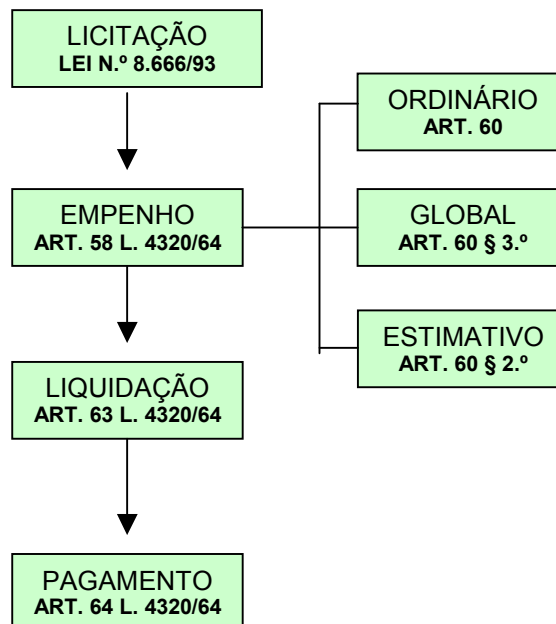 LICITAÇÃO
LEI N.º 8.666/93
EMPENHO
ART. 58 L. 4320/64
LIQUIDAÇÃO
ART. 63 L. 4320/64
PAGAMENTO
ART. 64 L. 4320/64
ORDINÁRIO
ART. 60
GLOBAL
ART. 60 § 3.º
ESTIMATIVO
ART. 60 § 2.º